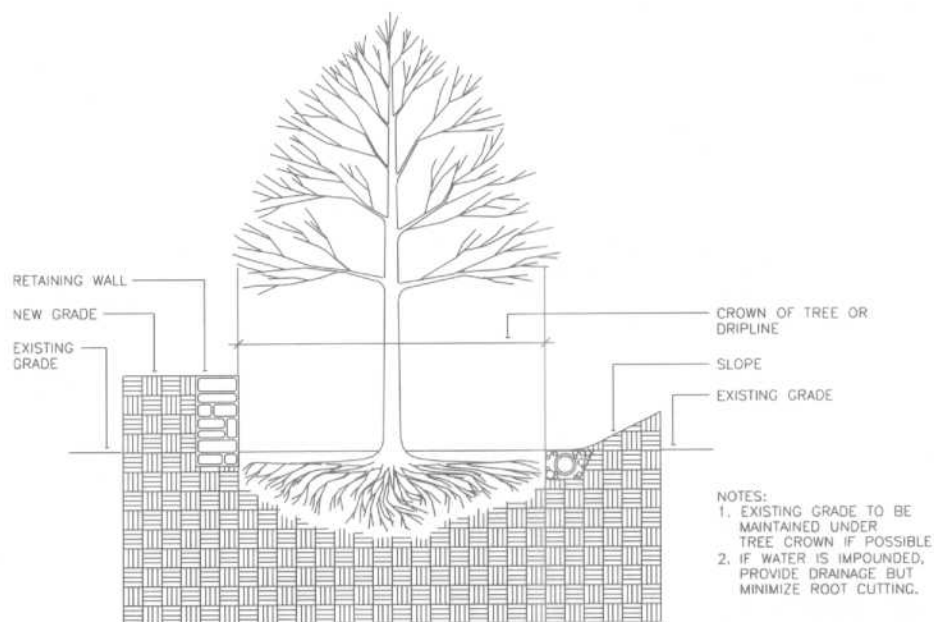 RETAINING WALL
NEW GRADE
EXISTING
GRADE
CROWN OF TREE OR
DRIPLINE
SLOPE
EXISTING GRADE
NOTES:
1. EXISTING GRADE TO BE
MAINTAINED UNDER
TREE CROWN IF POSSIBLE
2. IF WATER IS IMPOUNDED,
PROVIDE DRAINAGE BUT
MINIMIZE ROOT CUTTING.